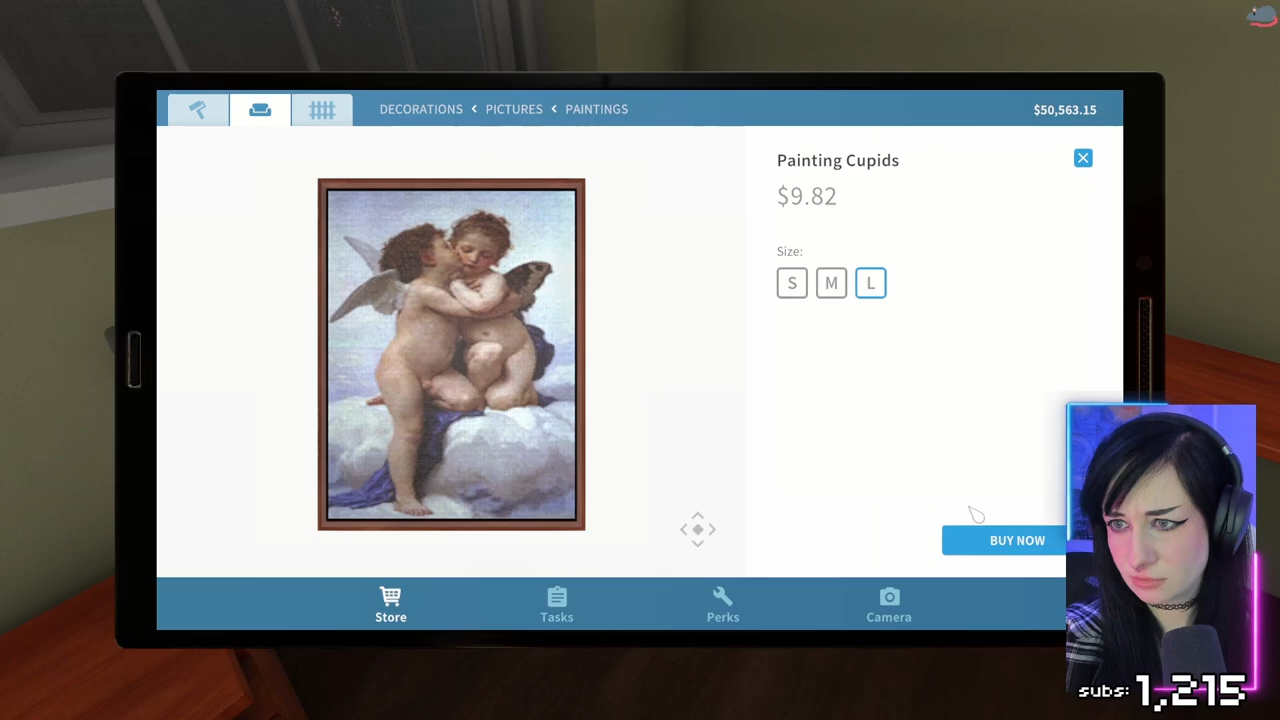 DECORATIONS < PICTURES < PAINTINGS
$50,563.15
Painting Cupids
$9.82
Size:
S M L
BUY NOW
Store Tasks Perks Camera
subs: 1,215